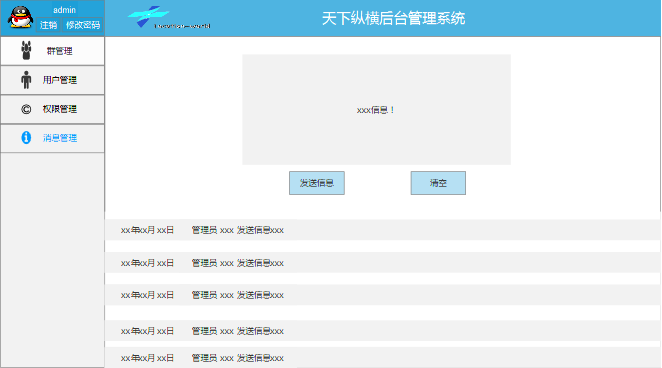 admin
注销 修改密码
天下纵横后台管理系统
群管理
用户管理
权限管理
消息管理
xxx信息！
发送信息
清空
xx年xx月xx日 管理员 xxx 发送信息xxx
xx年xx月xx日 管理员 xxx 发送信息xxx
xx年xx月xx日 管理员 xxx 发送信息xxx
xx年xx月xx日 管理员 xxx 发送信息xxx
xx年xx月xx日 管理员 xxx 发送信息xxx